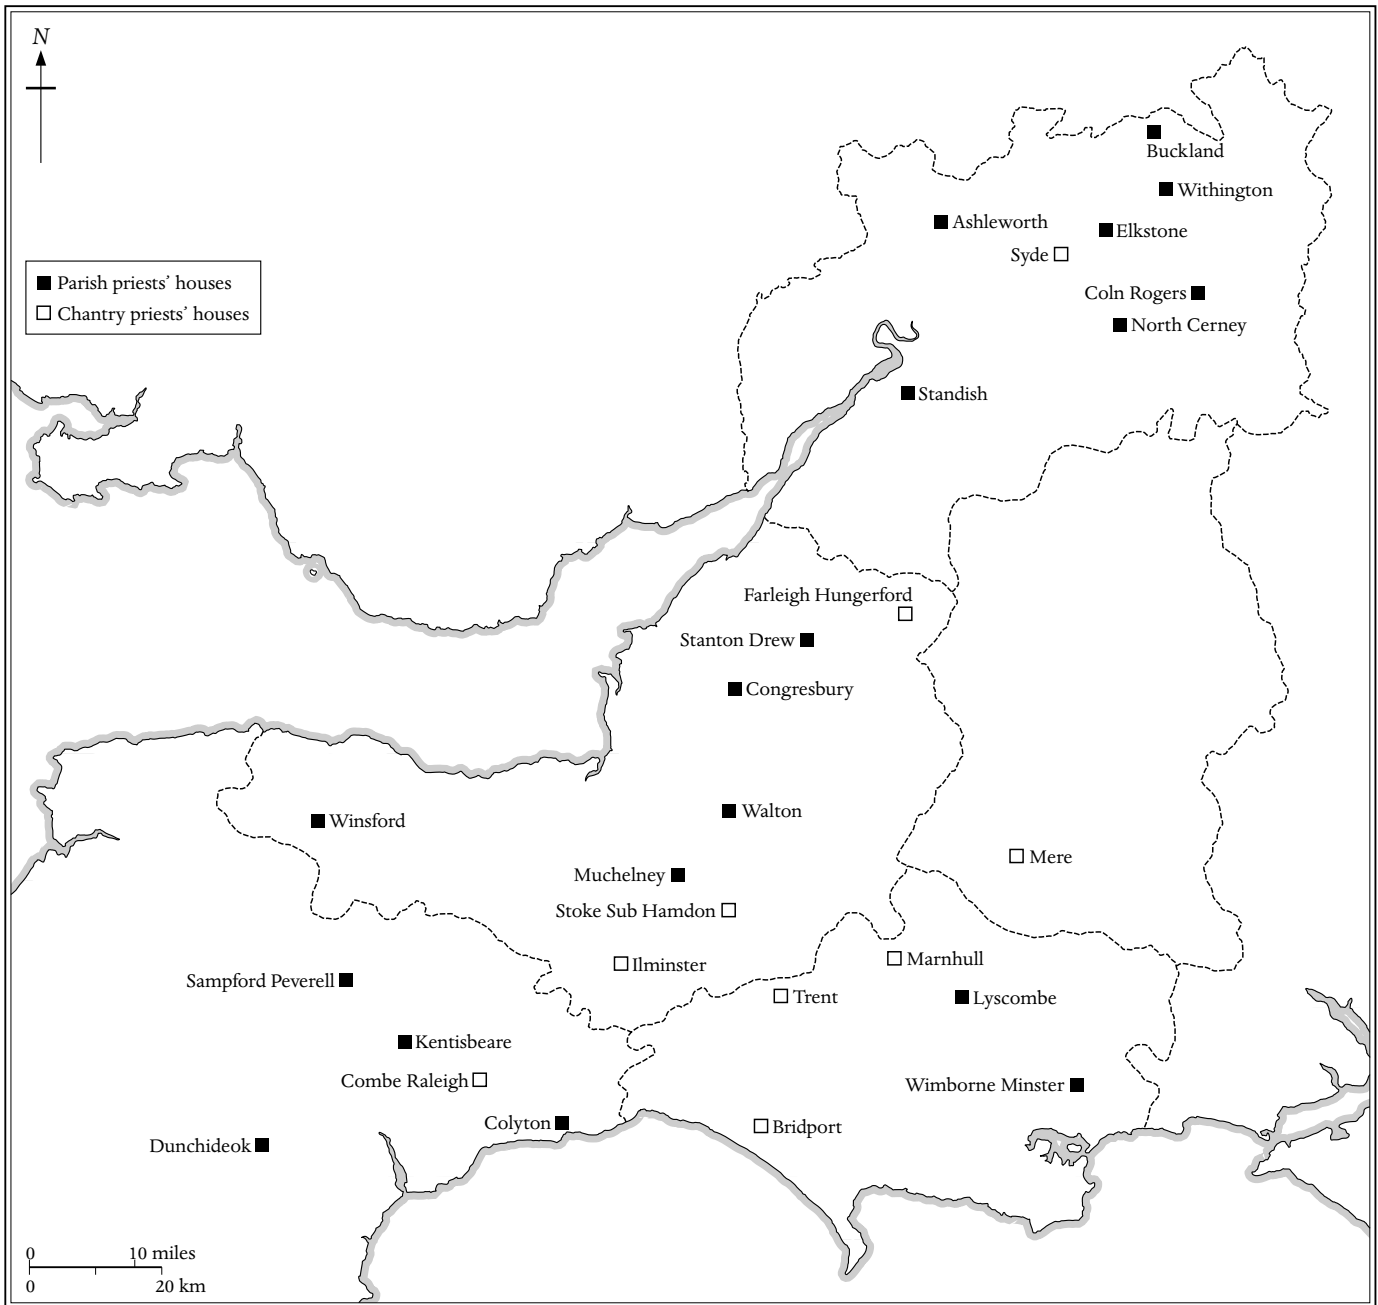 N
Buckland
Withington
Ashleworth
Elkstone
Syde
Parish priests' houses
Chantry priests' houses
Coln Rogers
North Cerney
Standish
Farleigh Hungerford
Stanton Drew
Congresbury
Walton
Winsford
Mere
Muchelney
Stoke Sub Hamdon
Marnhull
Ilminster
Sampford Peverell
Trent
Lyscombe
Kentisbeare
Combe Raleigh
Wimborne Minster
Colyton
Bridport
Dunchideok
0 10 miles
0 20 km